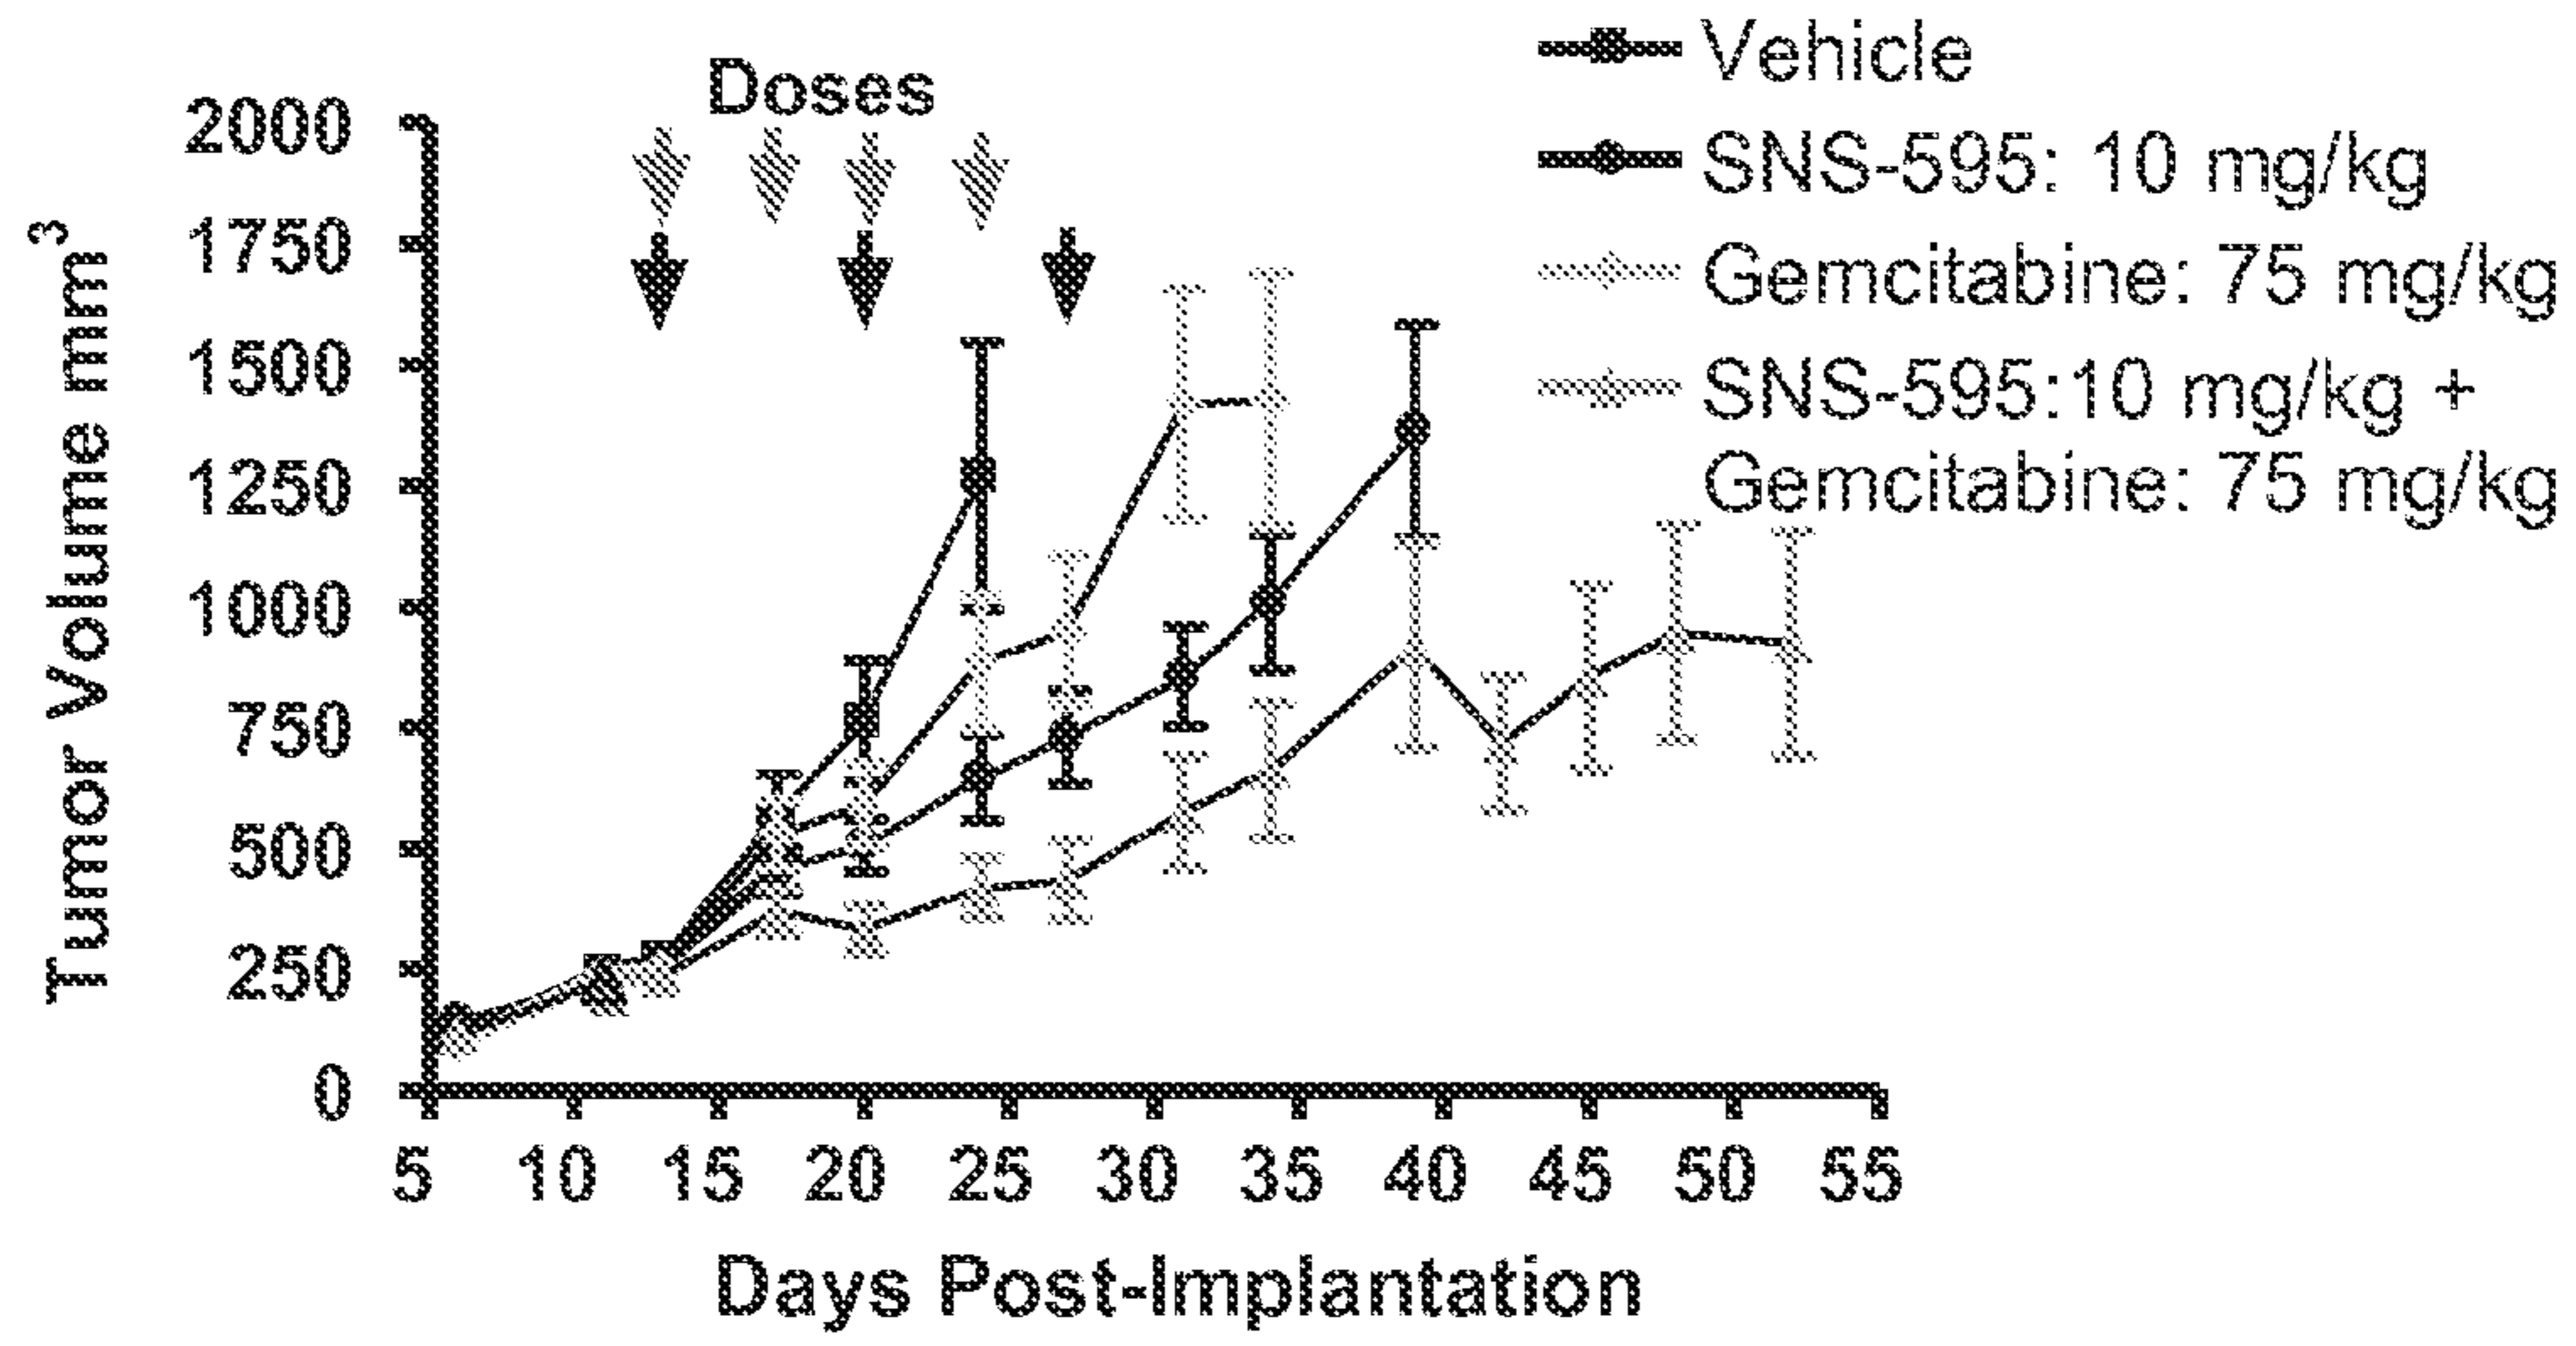 Doses
Vehicle
SNS-595: 10 mg/kg
Gemcitabine: 75 mg/kg
SNS-595:10 mg/kg +
Gemcitabine: 75 mg/kg
Tumor Volume mm³
2000
1750
1500
1250
1000
750
500
250
0
5 10 15 20 25 30 35 40 45 50 55
Days Post-Implantation